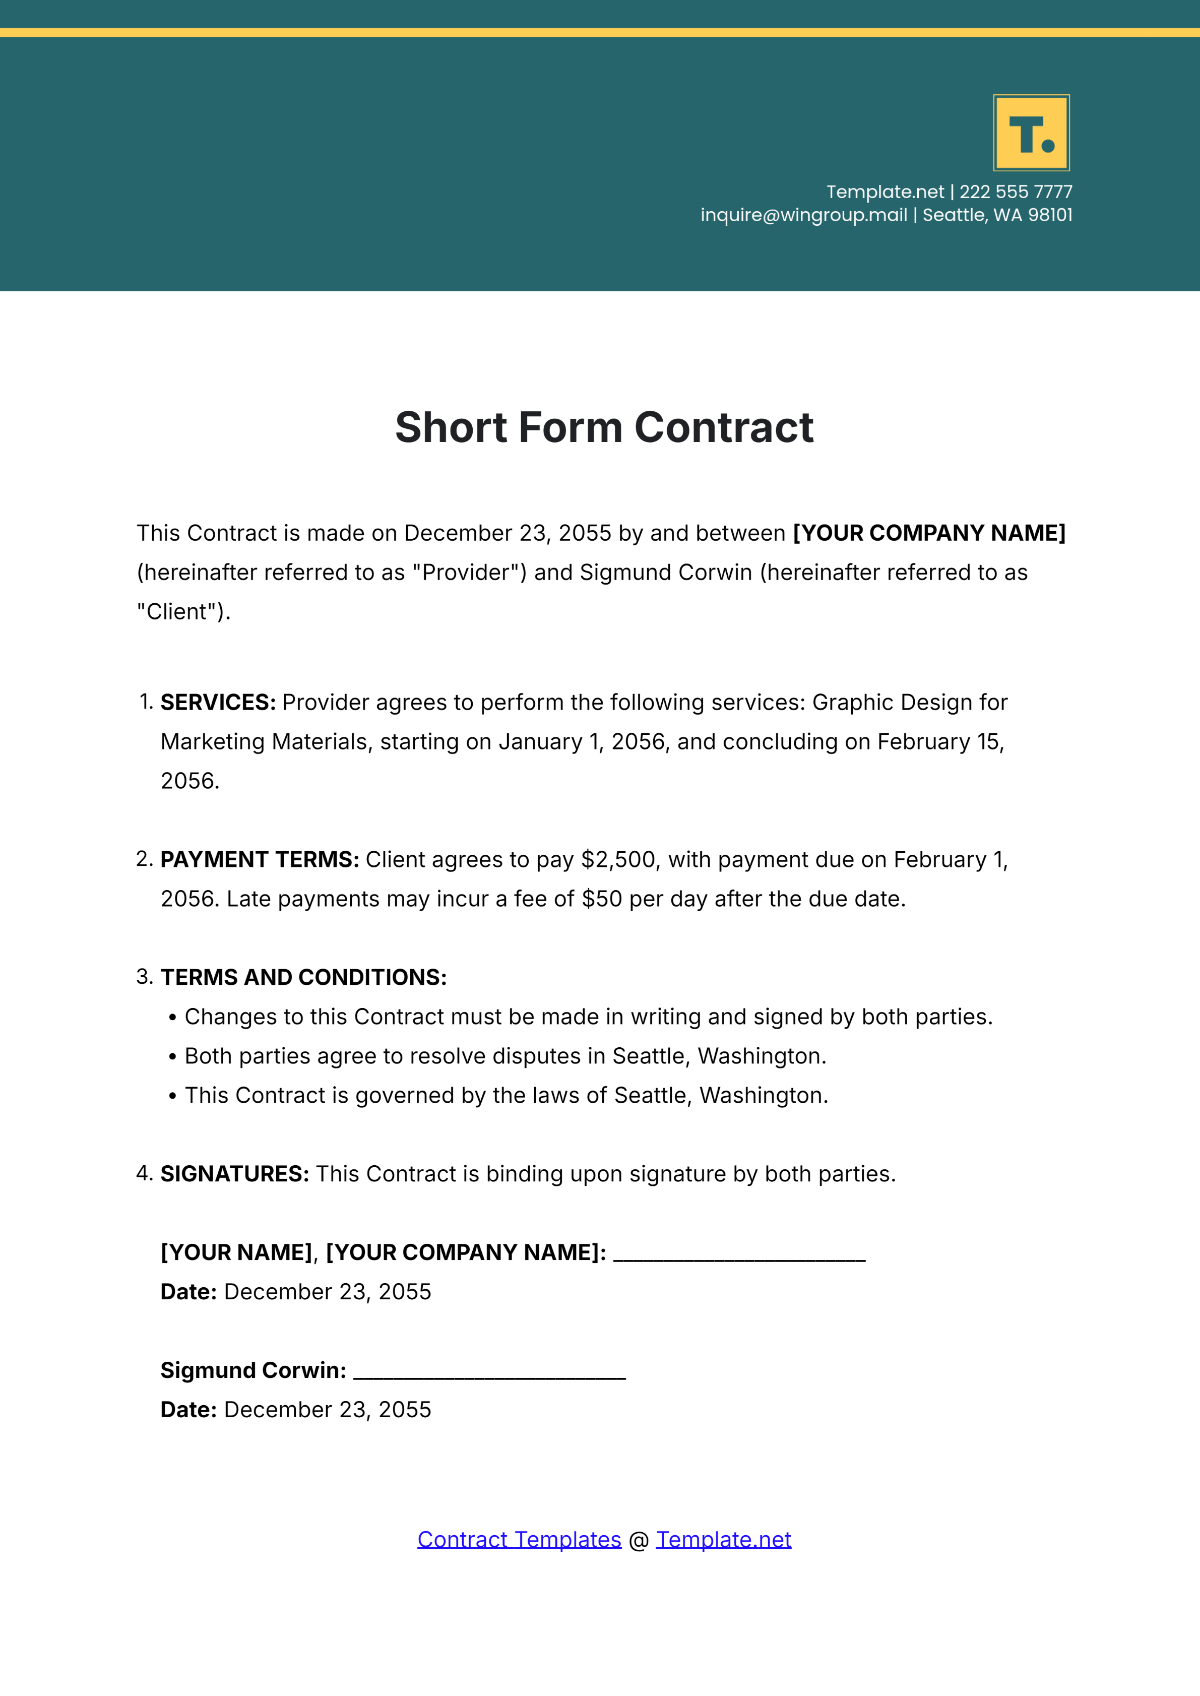 T.
Template.net | 222 555 7777
inquire@wingroup.mail | Seattle, WA 98101
Short Form Contract
This Contract is made on December 23, 2055 by and between [YOUR COMPANY NAME]
(hereinafter referred to as "Provider") and Sigmund Corwin (hereinafter referred to as
"Client").
1. SERVICES: Provider agrees to perform the following services: Graphic Design for
Marketing Materials, starting on January 1, 2056, and concluding on February 15,
2056.
2. PAYMENT TERMS: Client agrees to pay $2,500, with payment due on February 1,
2056. Late payments may incur a fee of $50 per day after the due date.
3. TERMS AND CONDITIONS:
• Changes to this Contract must be made in writing and signed by both parties.
• Both parties agree to resolve disputes in Seattle, Washington.
• This Contract is governed by the laws of Seattle, Washington.
4. SIGNATURES: This Contract is binding upon signature by both parties.
[YOUR NAME], [YOUR COMPANY NAME]: _______________________
Date: December 23, 2055
Sigmund Corwin: _________________________
Date: December 23, 2055
Contract Templates @ Template.net